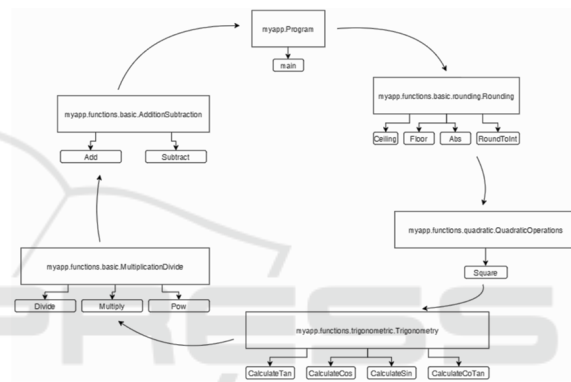 myapp.Program
main
myapp.functions.basic.rounding.Rounding
Ceiling
Floor
Abs
RoundToInt
myapp.functions.quadratic.QuadraticOperations
Square
myapp.functions.trigonometric.Trigonometry
CalculateTan
CalculateCos
CalculateSin
CalculateCoTan
myapp.functions.basic.MultiplicationDivide
Divide
Multiply
Pow
myapp.functions.basic.AdditionSubtraction
Add
Subtract
PRESS